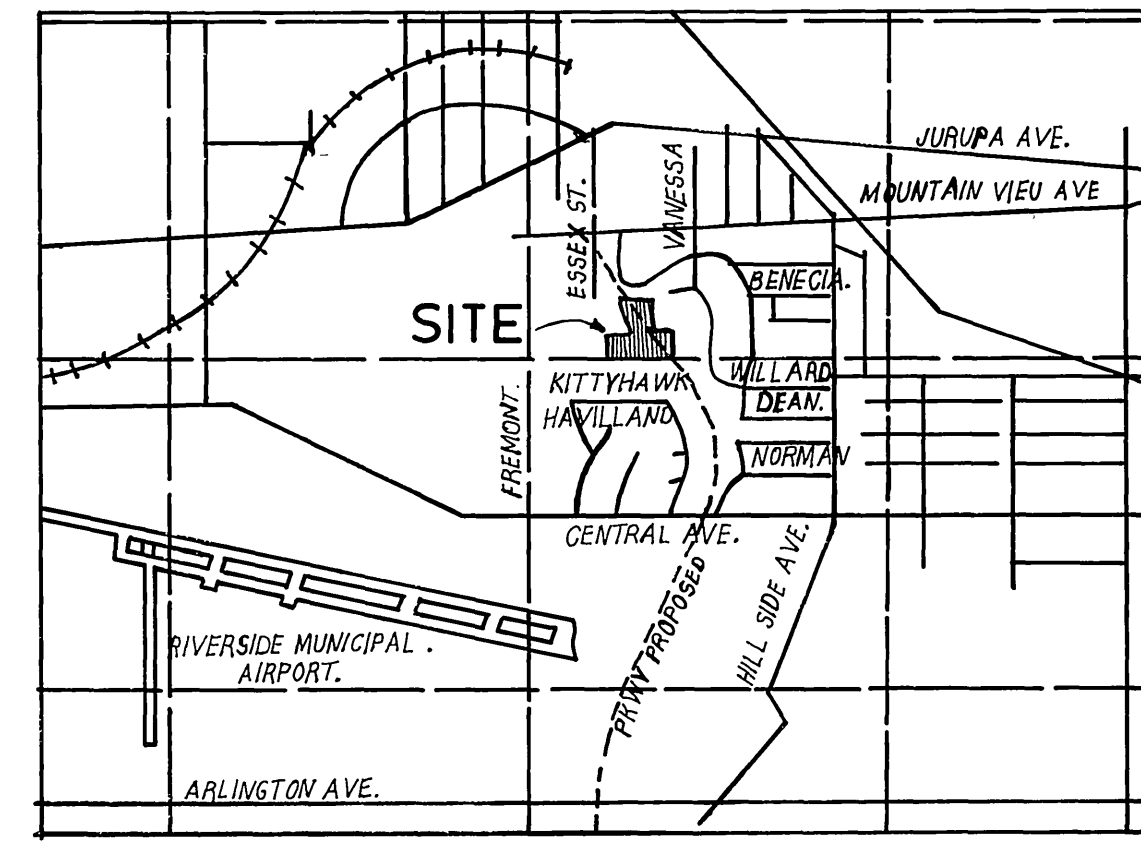 JURUPA AVE.
MOUNTAIN VIEU AVE
VANESSA
ESSEX ST.
BENECIA.
SITE
WILLARD
KITTYHAWK
DEAN.
HAVILLAND
FREMONT.
NORMAN
CENTRAL AVE.
HILL SIDE AVE.
PKWY PROPOSED
RIVERSIDE MUNICIPAL.
AIRPORT.
ARLINGTON AVE.